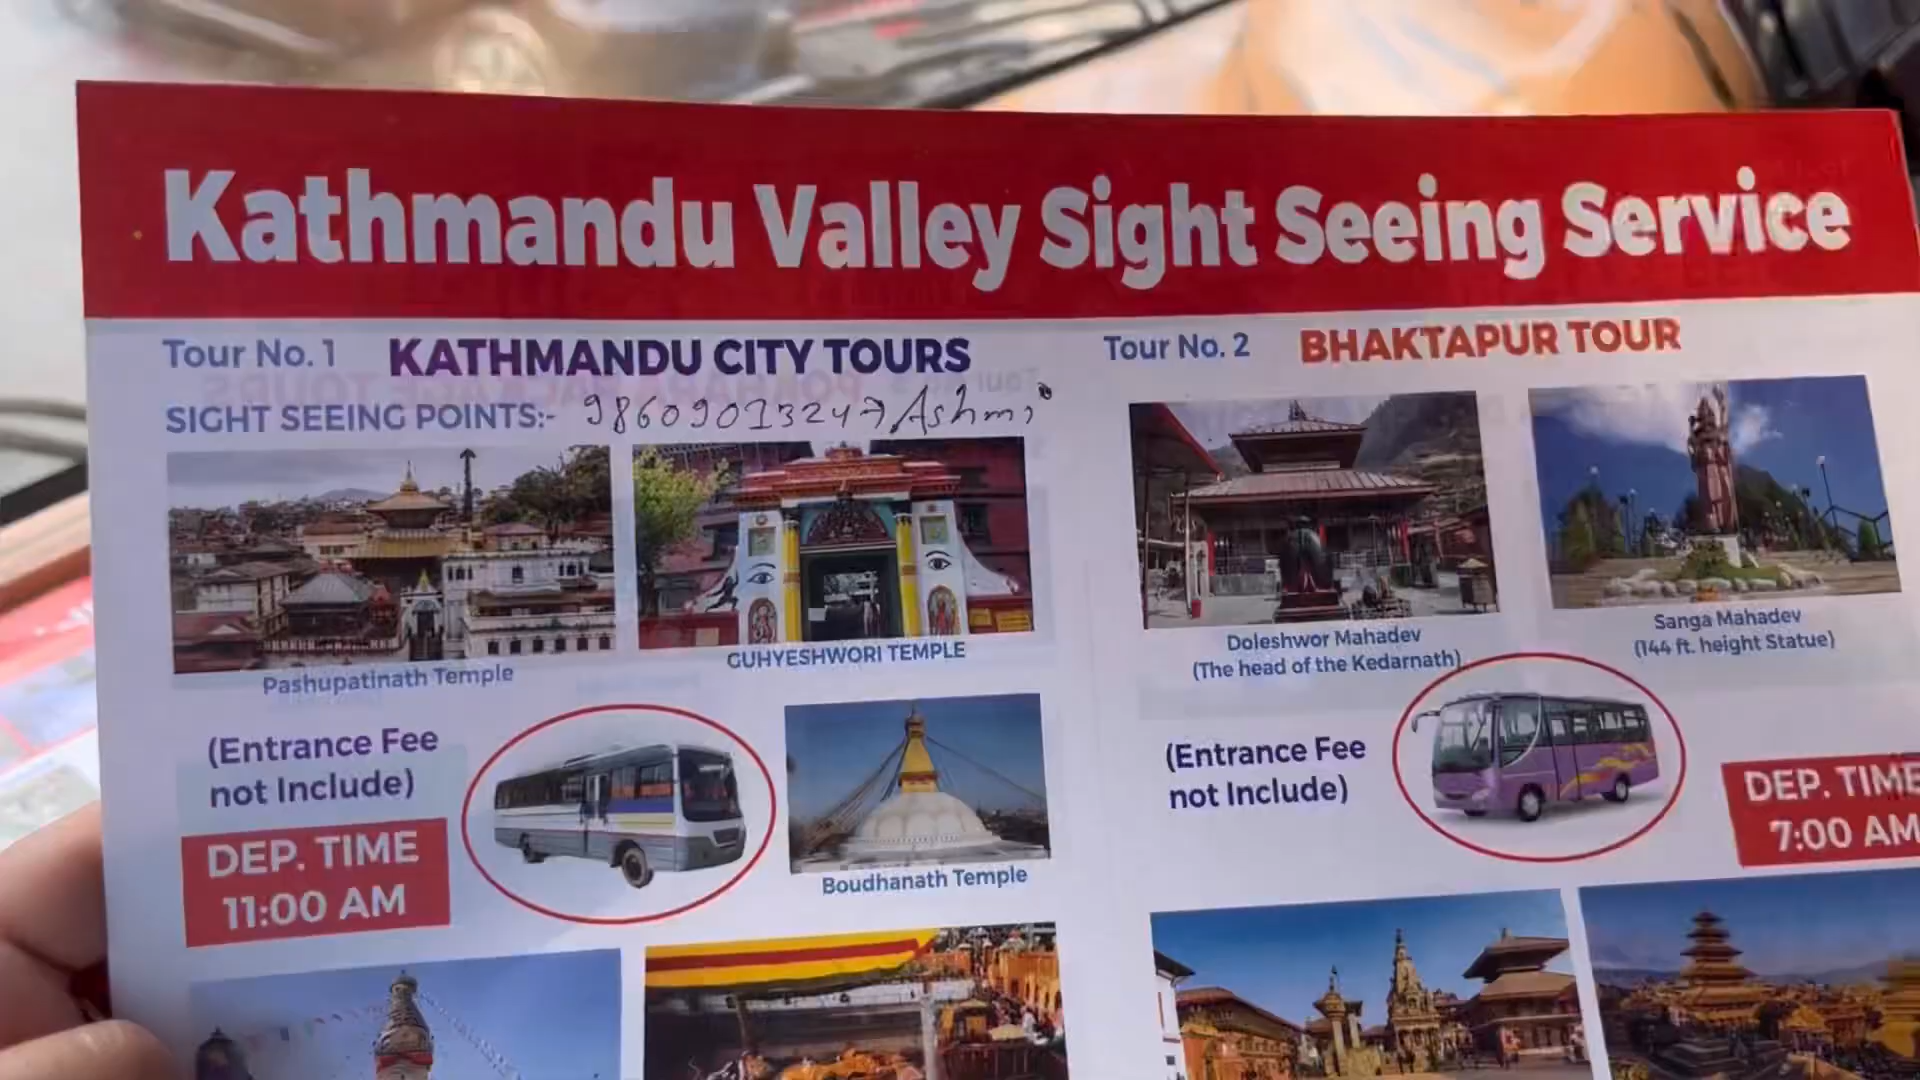 Kathmandu Valley Sight Seeing Service
Tour No. 1 KATHMANDU CITY TOURS
SIGHT SEEING POINTS:- 9860901324 Ashmi
Pashupatinath Temple
GUHYESHWORI TEMPLE
(Entrance Fee
not Include)
DEP. TIME
11:00 AM
Boudhanath Temple
Tour No. 2 BHAKTAPUR TOUR
Doleshwor Mahadev
(The head of the Kedarnath)
Sanga Mahadev
(144 ft. height Statue)
(Entrance Fee
not Include)
DEP. TIME
7:00 AM